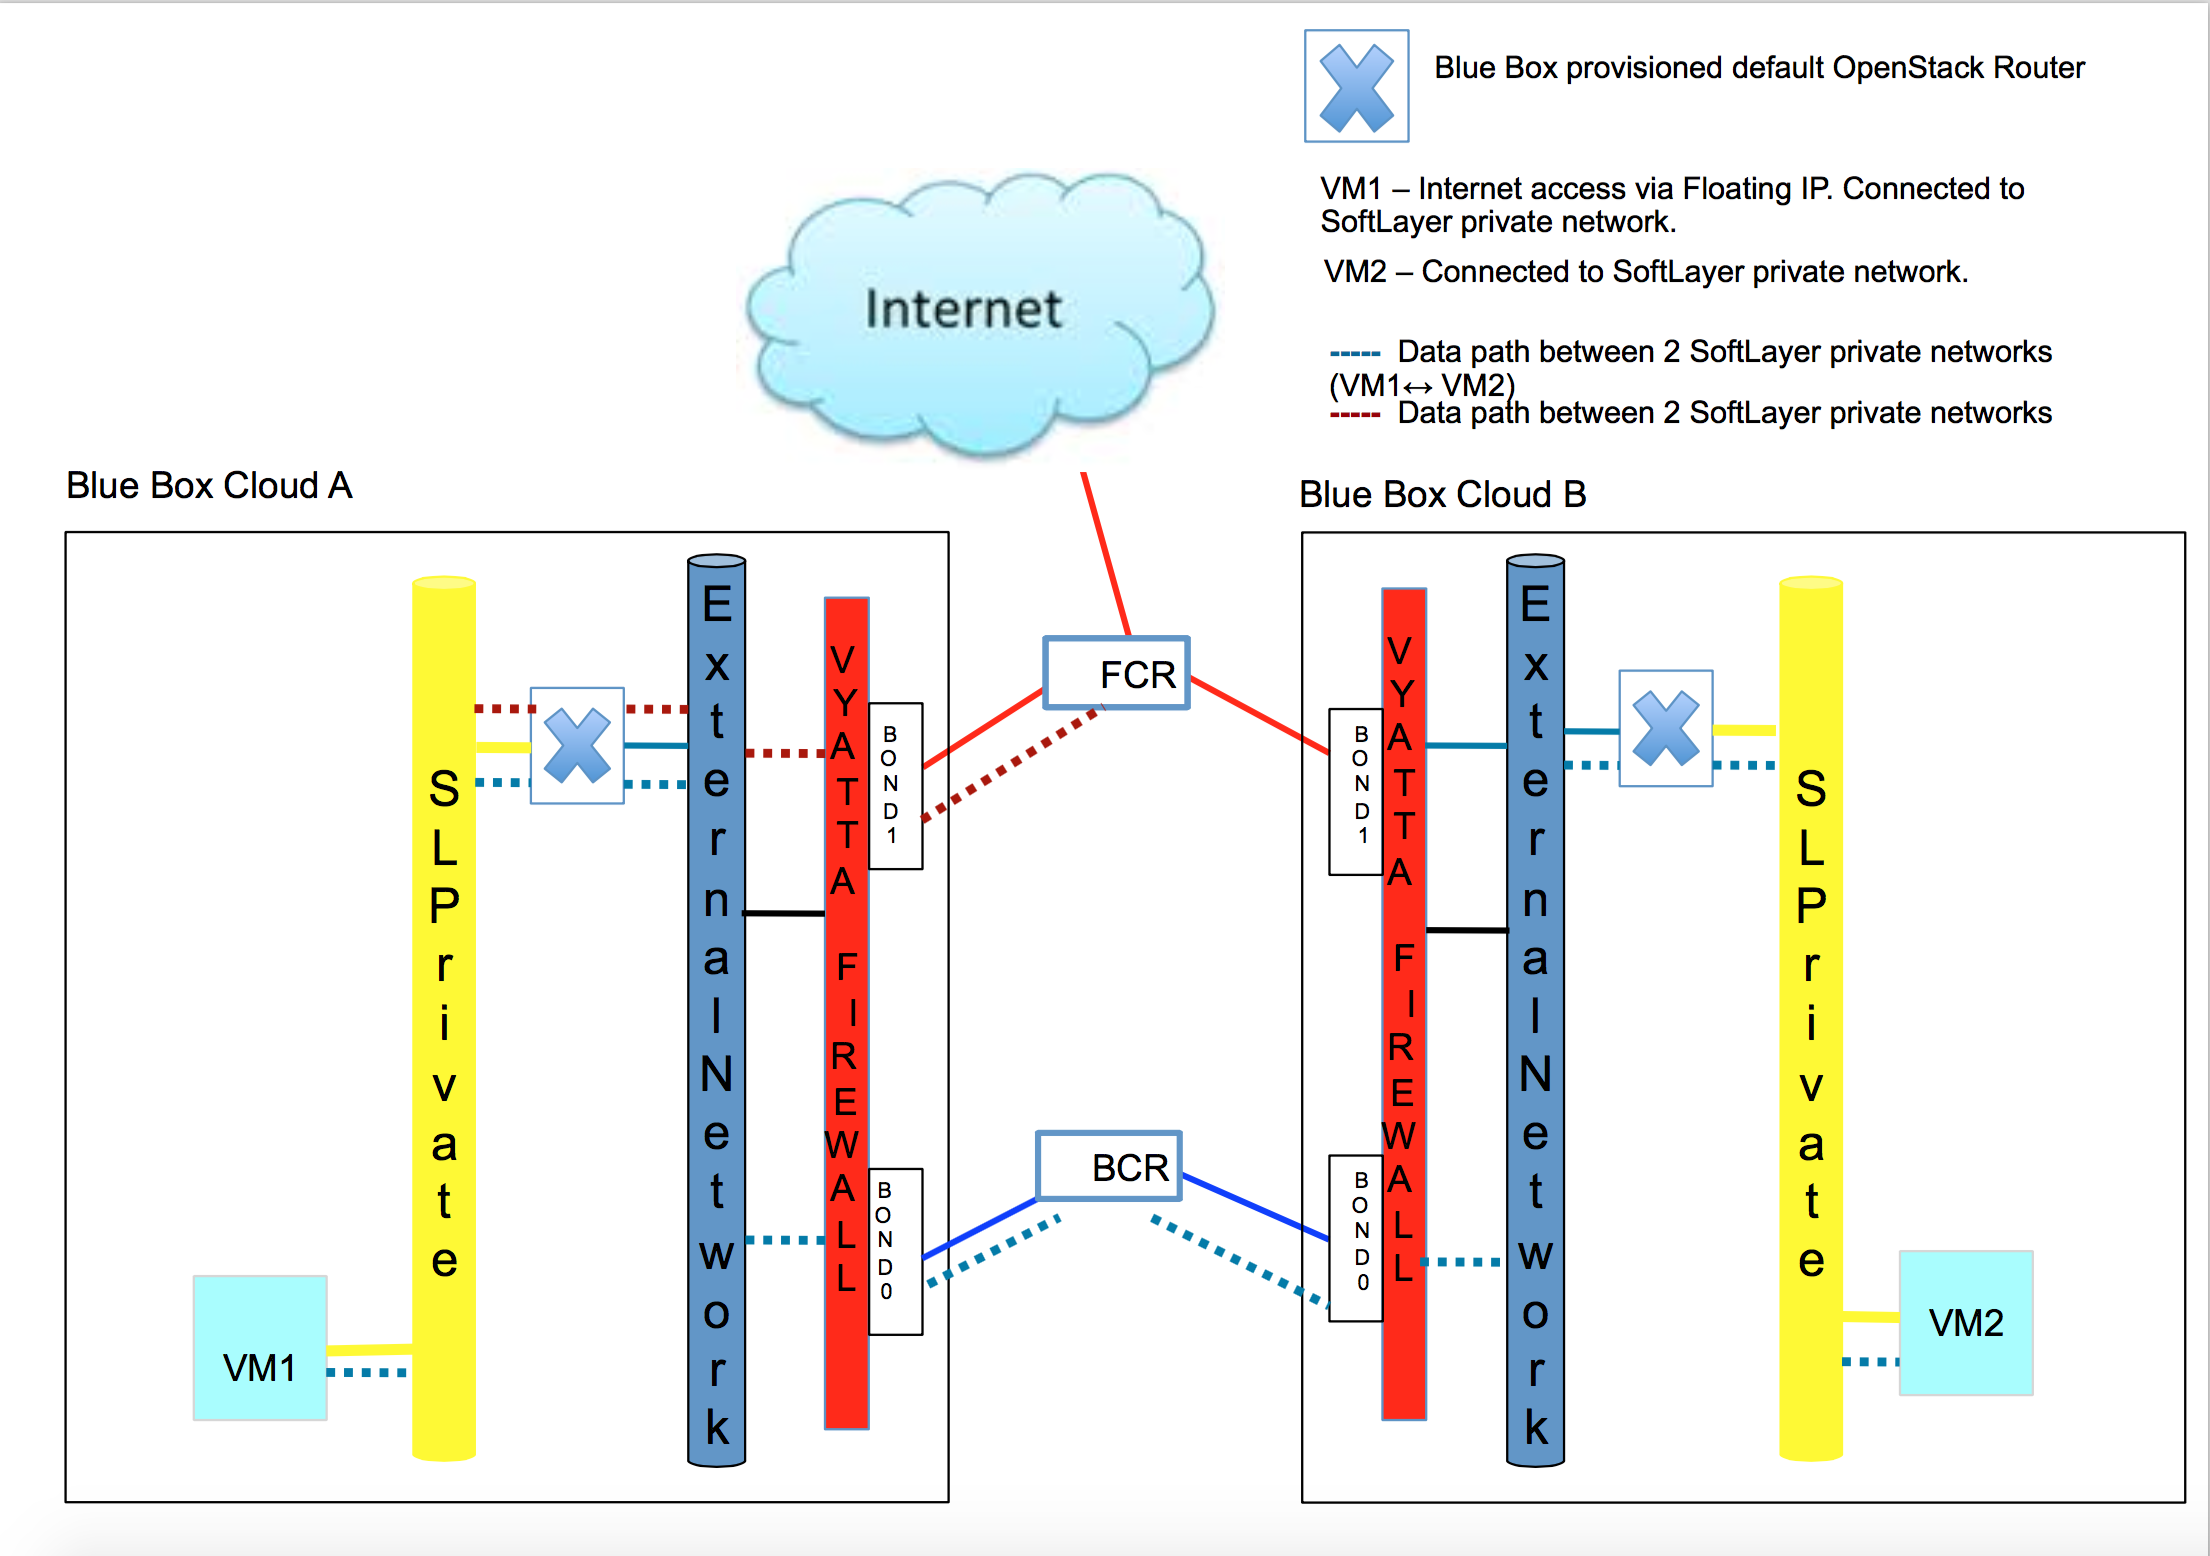 Blue Box provisioned default OpenStack Router
VM1 – Internet access via Floating IP. Connected to
SoftLayer private network.
VM2 – Connected to SoftLayer private network.
Internet
----- Data path between 2 SoftLayer private networks
(VM1↔ VM2)
----- Data path between 2 SoftLayer private networks
Blue Box Cloud A
Blue Box Cloud B
SLPrivate
ExternalNetwork
VYATTA FIREWALL
BOND1
BOND0
VM1
FCR
BCR
BOND1
BOND0
VYATTA FIREWALL
ExternalNetwork
SLPrivate
VM2